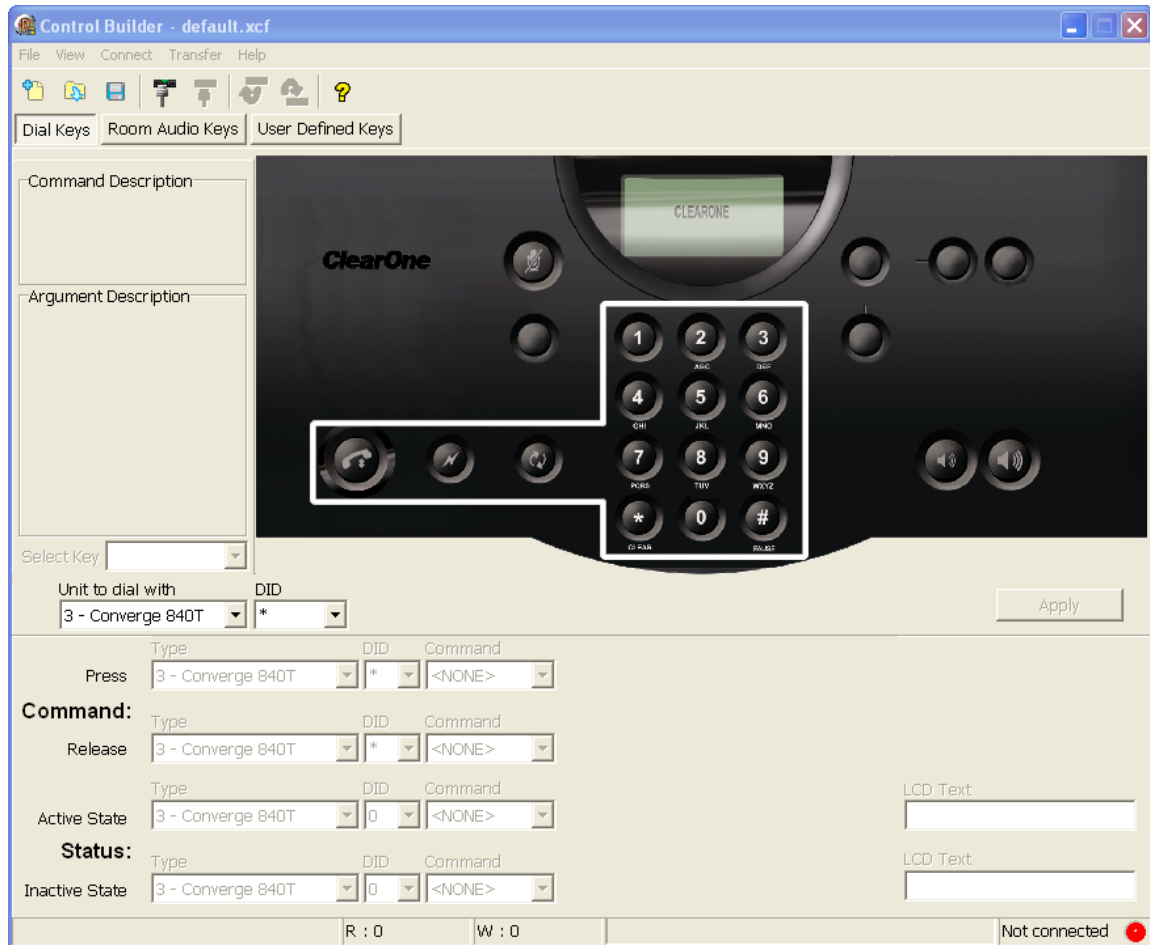 Control Builder - default.xcf
File View Connect Transfer Help
Dial Keys Room Audio Keys User Defined Keys
Command Description
Argument Description
Select Key
CLEARONE
ClearOne
1 2 3
ABC DEF
4 5 6
GHI JKL MNO
7 8 9
PQRS TUV WXYZ
* 0 #
CLEAR PAUSE
Unit to dial with DID
3 - Converge 840T *
Apply
Type DID Command
Press 3 - Converge 840T * <NONE>
Command:
Type DID Command
Release 3 - Converge 840T * <NONE>
Type DID Command LCD Text
Active State 3 - Converge 840T 0 <NONE>
Status:
Type DID Command LCD Text
Inactive State 3 - Converge 840T 0 <NONE>
R : 0 W : 0 Not connected